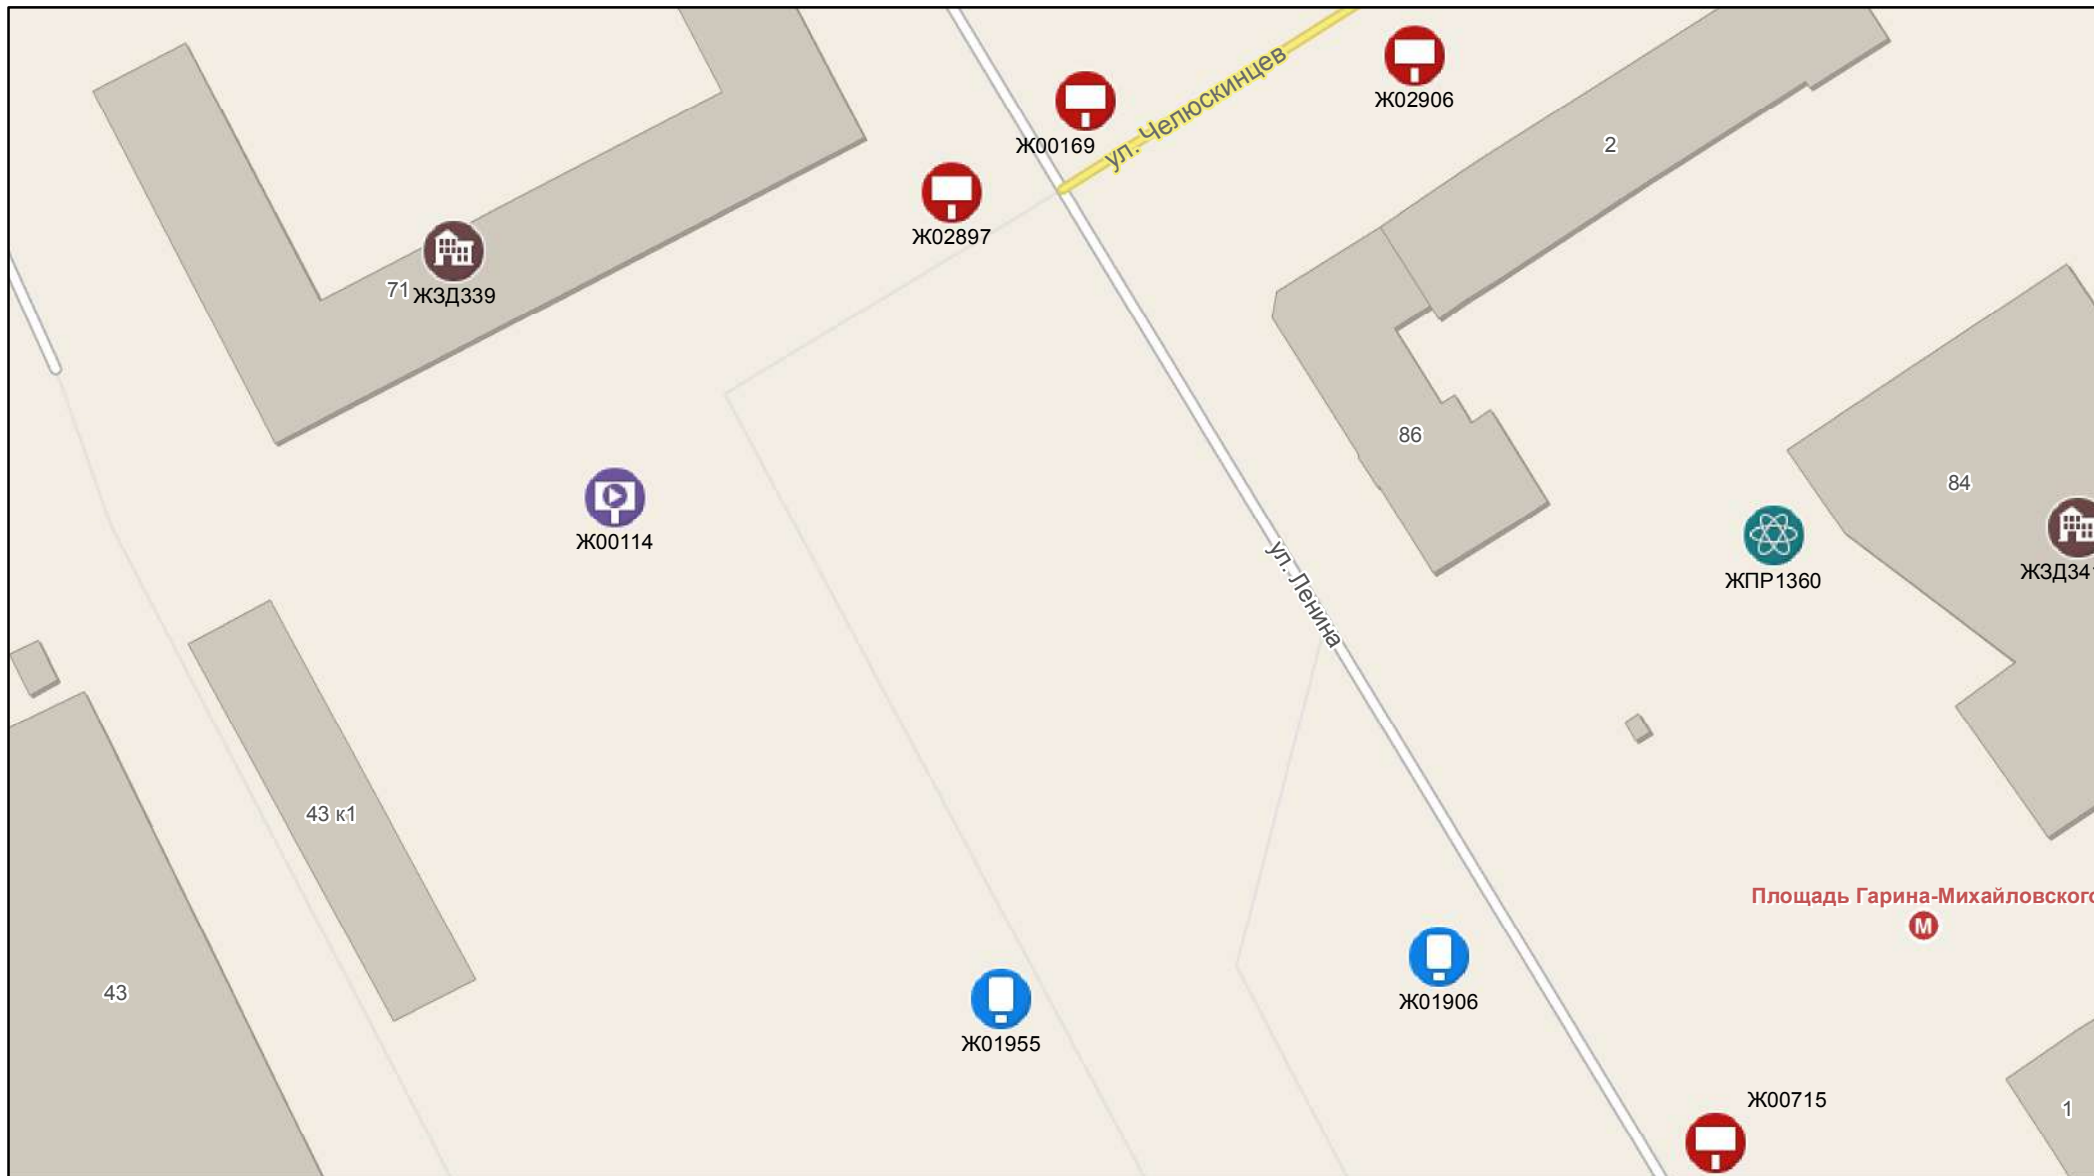 Ж02906
ул. Челюскинцев
Ж00169
2
Ж02897
71
ЖЗД339
86
84
Ж00114
ул. Ленина
ЖПР1360
ЖЗД34
43 к1
Площадь Гарина-Михайловского
М
43
Ж01906
Ж01955
Ж00715
1